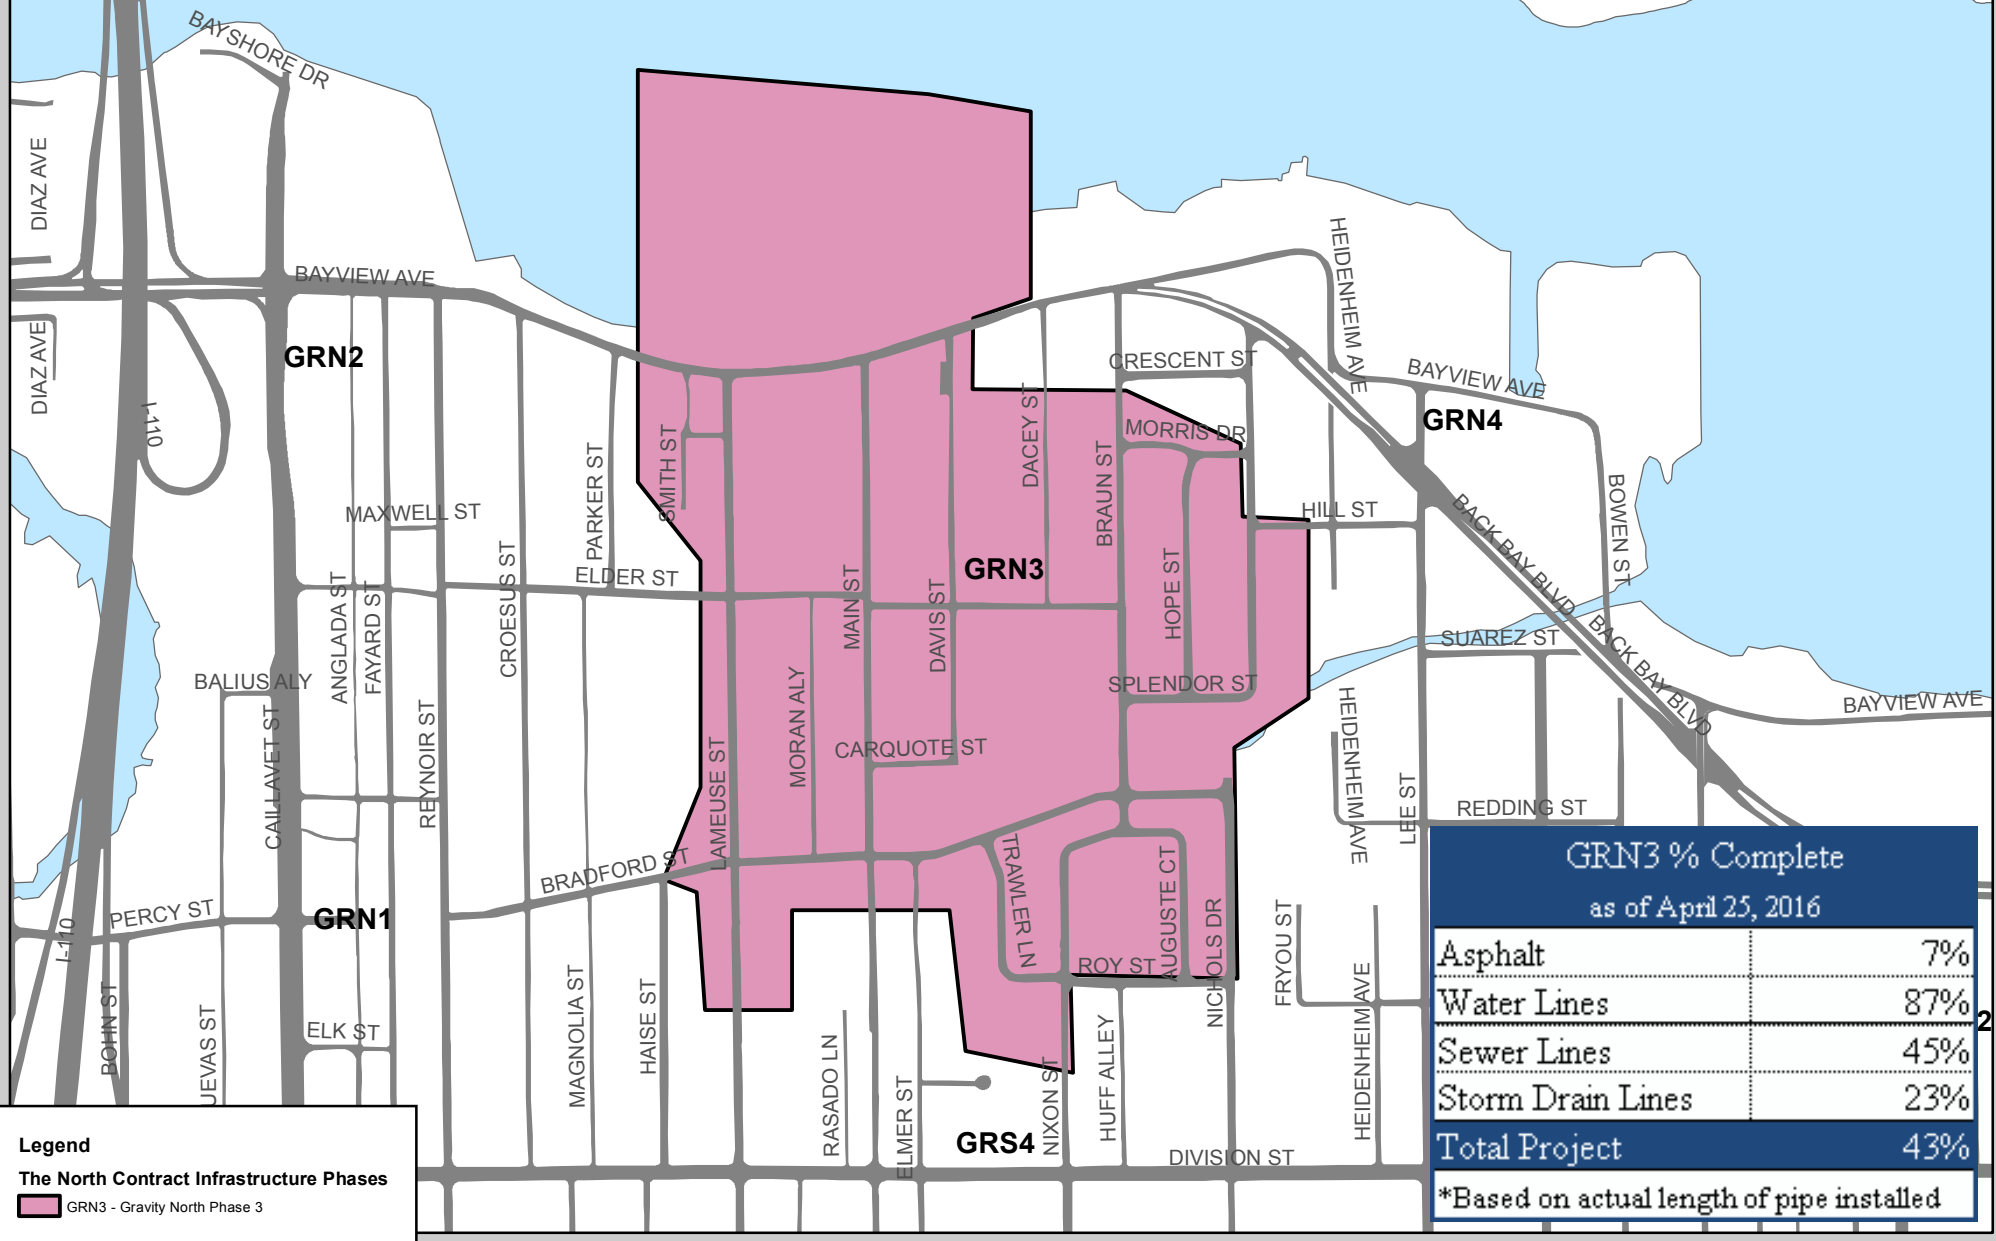 BAYSHORE DR
DIAZ AVE
HEIDENHEIM AVE
BAYVIEW AVE
DIAZ AVE
GRN2
CRESCENT ST
BAYVIEW AVE
I-110
DACEY ST
GRN4
MORRIS DR
SMITH ST
PARKER ST
BRAUN ST
MAXWELL ST
HILL ST
BOWEN ST
BACK BAY BLVD
CROESUS ST
ELDER ST
GRN3
HOPE ST
MAIN ST
DAVIS ST
ANGLADA ST
FAYARD ST
SUAREZ ST
BACK BAY BLVD
BALIUS ALY
SPLENDOR ST
BAYVIEW AVE
MORAN ALY
CARQUOTE ST
REYNOIR ST
CAILLAVET ST
LAMEUSE ST
HEIDENHEIM AVE
LEE ST
REDDING ST
BRADFORD ST
TRAWLER LN
AUGUSTE CT
PERCY ST
GRN1
I-110
NICHOLS DR
FRYOU ST
ROY ST
BOHN ST
UEVAS ST
ELK ST
MAGNOLIA ST
HAISE ST
RASADO LN
ELMER ST
NIXON ST
HUFF ALLEY
HEIDENHEIM AVE
GRS4
DIVISION ST
2
GRN3 % Complete
as of April 25, 2016
Asphalt 7%
Water Lines 87%
Sewer Lines 45%
Storm Drain Lines 23%
Total Project 43%
*Based on actual length of pipe installed
Legend
The North Contract Infrastructure Phases
GRN3 - Gravity North Phase 3